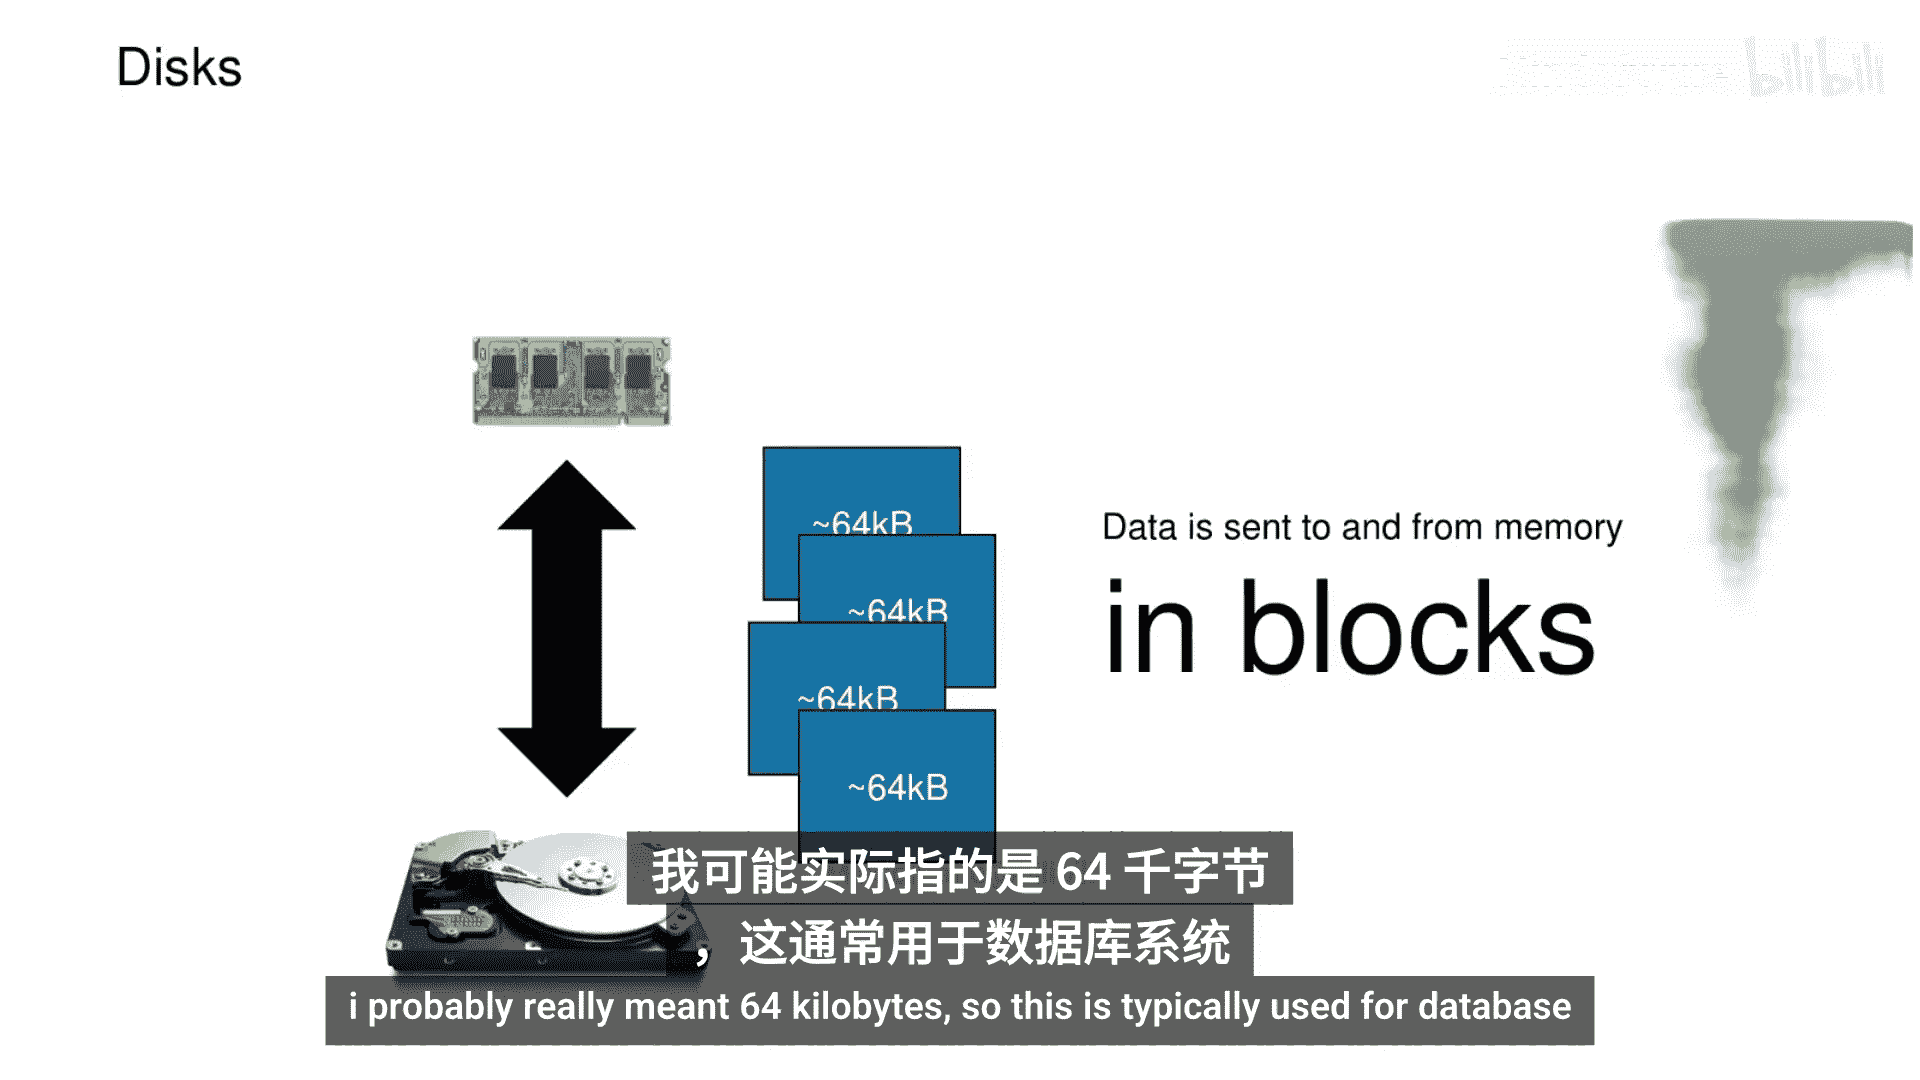 Disks
bilibili
~64kB
~64kB
~64kB
~64kB
Data is sent to and from memory
in blocks
我可能实际指的是 64 千字节
，这通常用于数据库系统
i probably really meant 64 kilobytes, so this is typically used for database